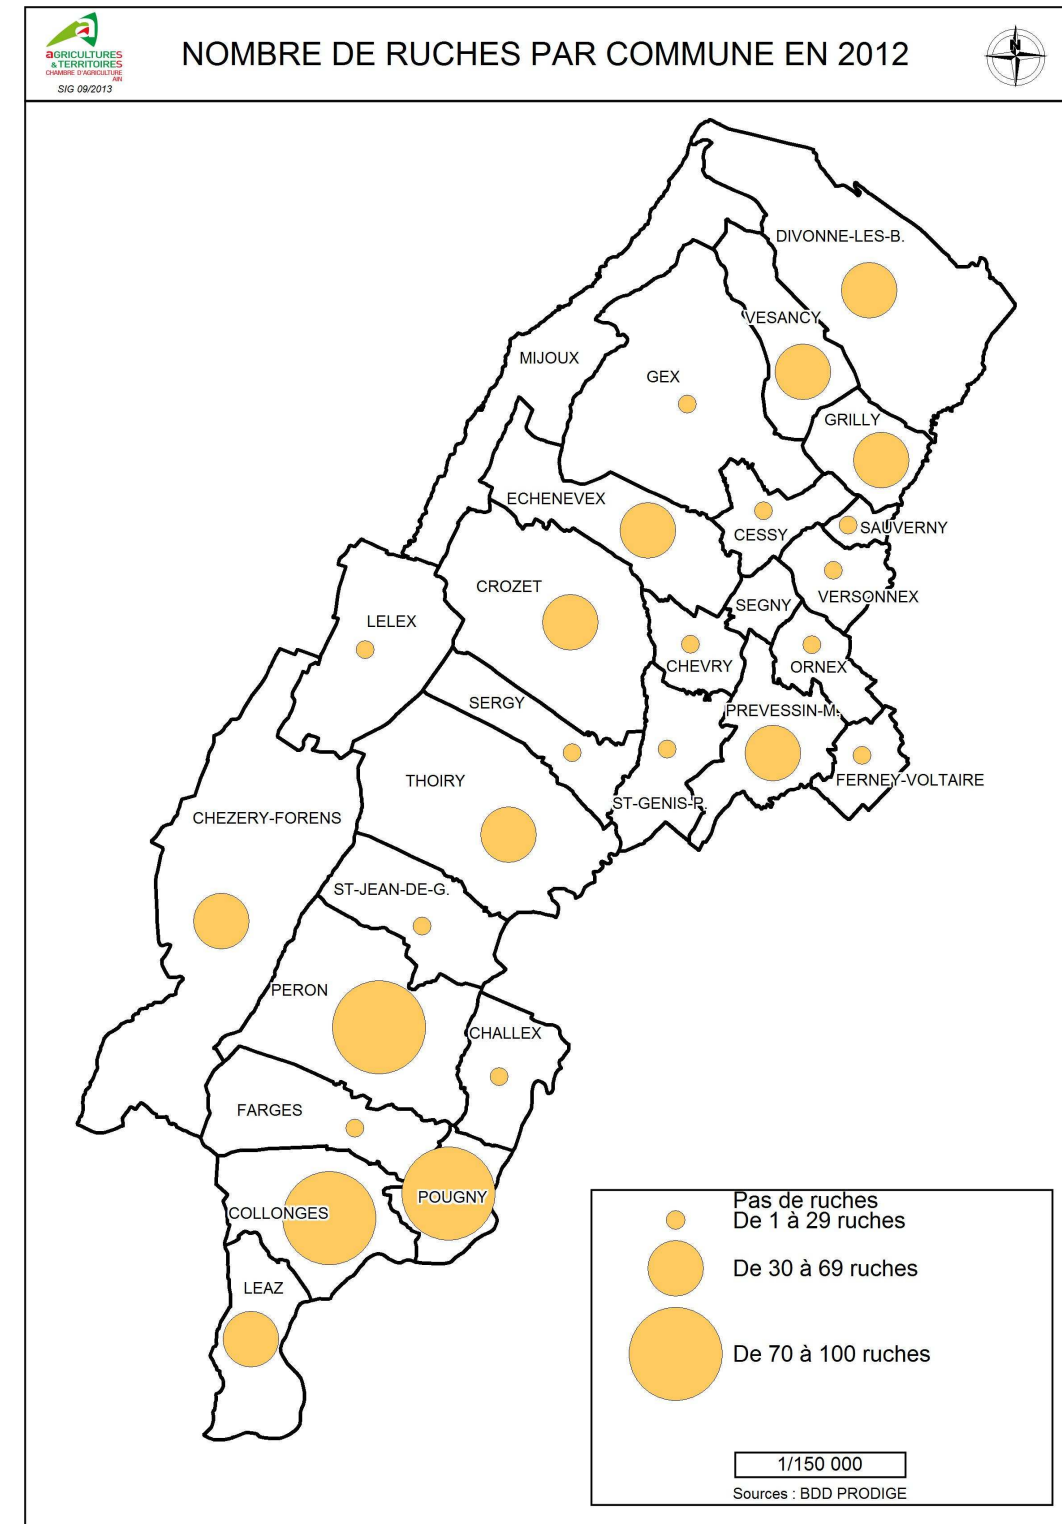 AGRICULTURES
& TERRITOIRES
CHAMBRE D'AGRICULTURE
AIN
SIG 09/2013
NOMBRE DE RUCHES PAR COMMUNE EN 2012
N
DIVONNE-LES-B.
VESANCY
MIJOUX
GEX
GRILLY
ECHENEVEX
CESSY
SAUVERNY
CROZET
VERSONNEX
SEGNY
LELEX
CHEVRY
ORNEX
SERGY
PREVESSIN-M.
THOIRY
FERNEY-VOLTAIRE
ST-GENIS-P.
CHEZERY-FORENS
ST-JEAN-DE-G.
PERON
CHALLEX
FARGES
POUGNY
COLLONGES
LEAZ
Pas de ruches
De 1 à 29 ruches
De 30 à 69 ruches
De 70 à 100 ruches
1/150 000
Sources : BDD PRODIGE